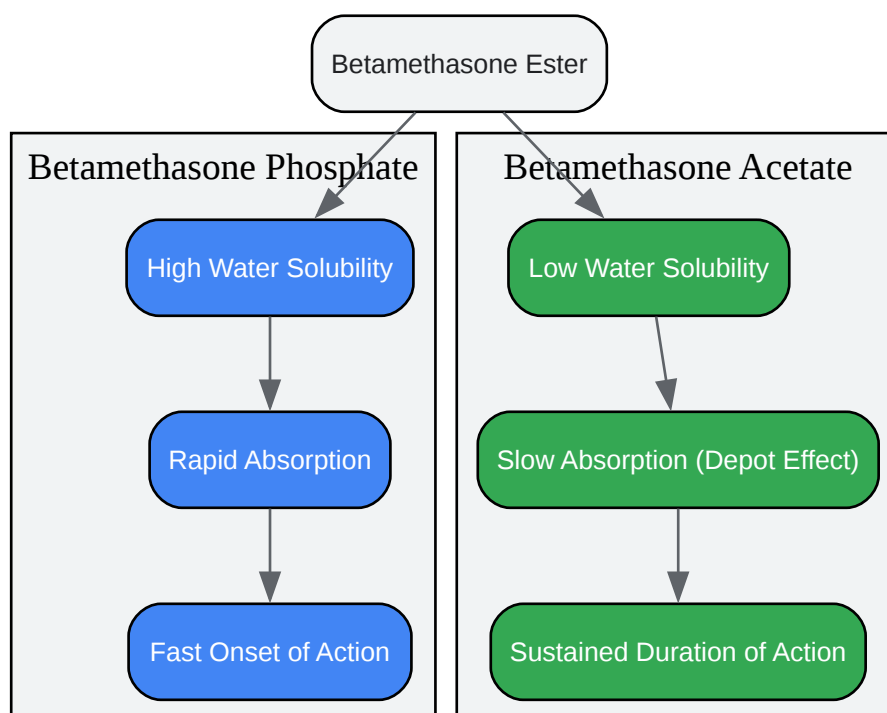 Betamethasone Ester
Betamethasone Phosphate
High Water Solubility
Rapid Absorption
Fast Onset of Action
Betamethasone Acetate
Low Water Solubility
Slow Absorption (Depot Effect)
Sustained Duration of Action